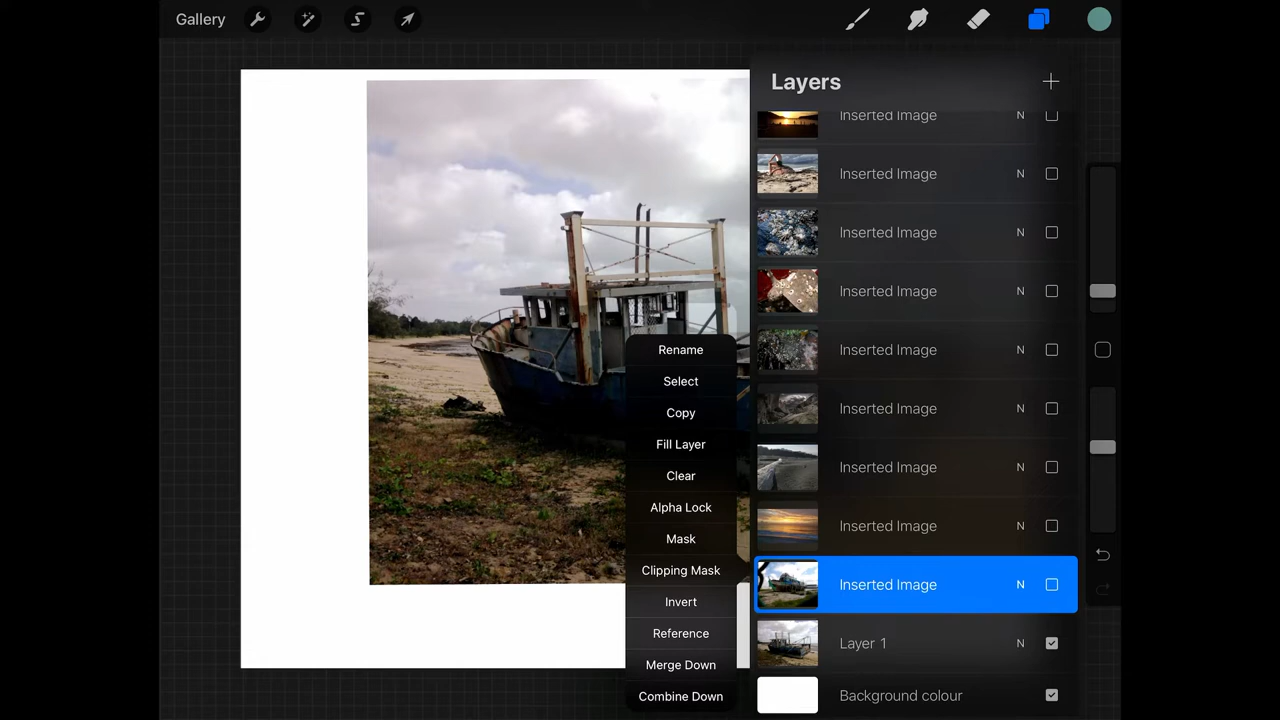 Gallery
Layers
Inserted Image N
Inserted Image N
Inserted Image N
Inserted Image N
Inserted Image N
Inserted Image N
Inserted Image N
Inserted Image N
Inserted Image N
Layer 1 N
Background colour
Rename
Select
Copy
Fill Layer
Clear
Alpha Lock
Mask
Clipping Mask
Invert
Reference
Merge Down
Combine Down